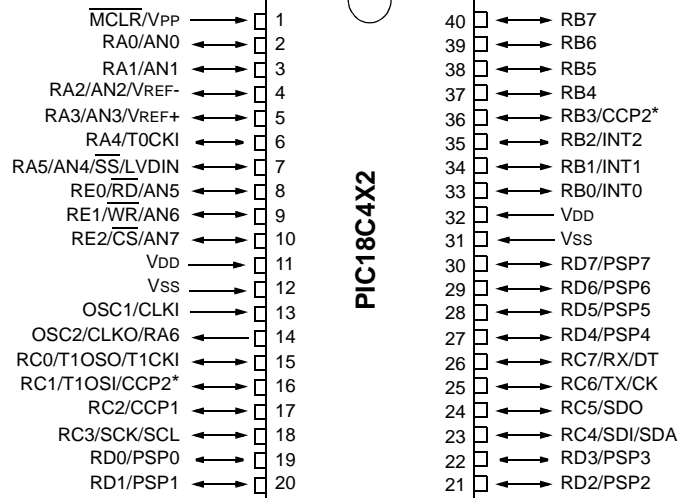 MCLR/VPP 1
RA0/AN0 2
RA1/AN1 3
RA2/AN2/VREF- 4
RA3/AN3/VREF+ 5
RA4/T0CKI 6
RA5/AN4/SS/LVDIN 7
RE0/RD/AN5 8
RE1/WR/AN6 9
RE2/CS/AN7 10
VDD 11
VSS 12
OSC1/CLKI 13
OSC2/CLKO/RA6 14
RC0/T1OSO/T1CKI 15
RC1/T1OSI/CCP2* 16
RC2/CCP1 17
RC3/SCK/SCL 18
RD0/PSP0 19
RD1/PSP1 20
PIC18C4X2
40 RB7
39 RB6
38 RB5
37 RB4
36 RB3/CCP2*
35 RB2/INT2
34 RB1/INT1
33 RB0/INT0
32 VDD
31 VSS
30 RD7/PSP7
29 RD6/PSP6
28 RD5/PSP5
27 RD4/PSP4
26 RC7/RX/DT
25 RC6/TX/CK
24 RC5/SDO
23 RC4/SDI/SDA
22 RD3/PSP3
21 RD2/PSP2